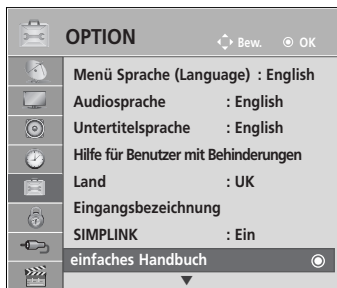 OPTION Bew. OK
Menü Sprache (Language) : English
Audiosprache : English
Untertitelsprache : English
Hilfe für Benutzer mit Behinderungen
Land : UK
Eingangsbezeichnung
SIMPLINK : Ein
einfaches Handbuch